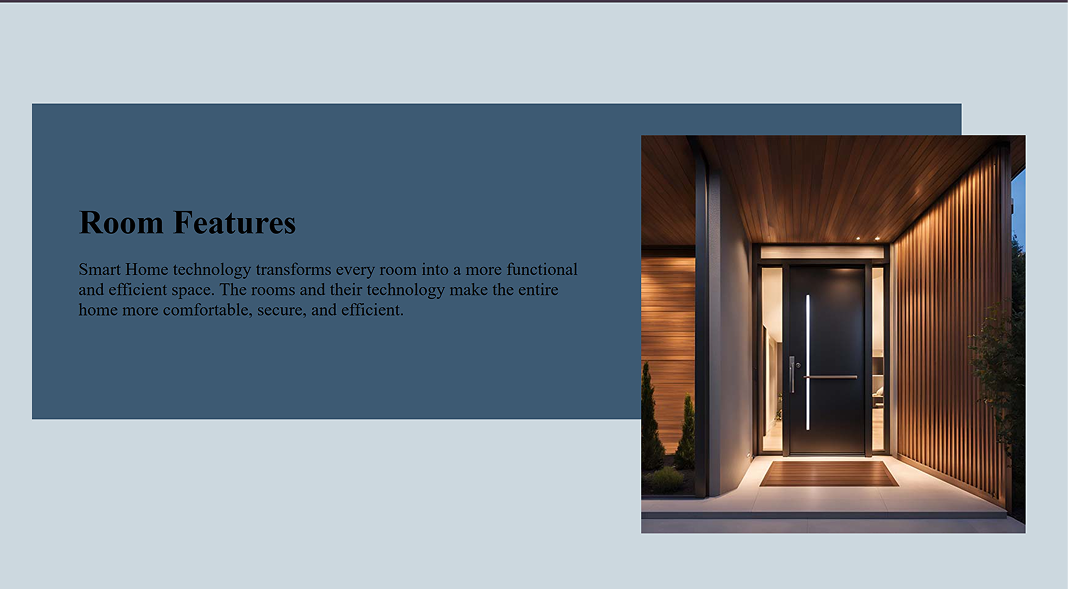 Room Features
Smart Home technology transforms every room into a more functional
and efficient space. The rooms and their technology make the entire
home more comfortable, secure, and efficient.